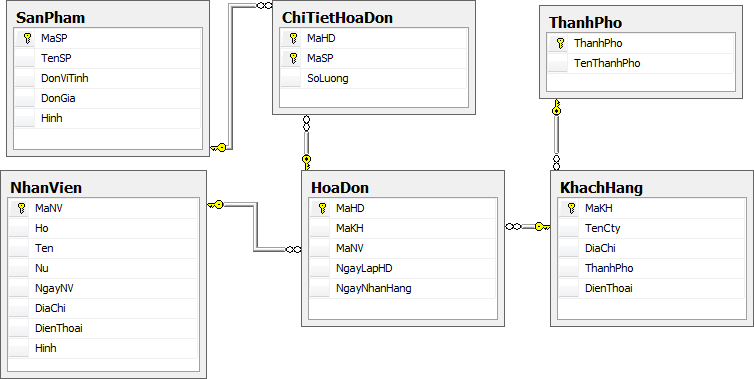 SanPham
MaSP
TenSP
DonViTinh
DonGia
Hinh
ChiTietHoaDon
MaHD
MaSP
SoLuong
ThanhPho
ThanhPho
TenThanhPho
NhanVien
MaNV
Ho
Ten
Nu
NgayNV
DiaChi
DienThoai
Hinh
HoaDon
MaHD
MaKH
MaNV
NgayLapHD
NgayNhanHang
KhachHang
MaKH
TenCty
DiaChi
ThanhPho
DienThoai